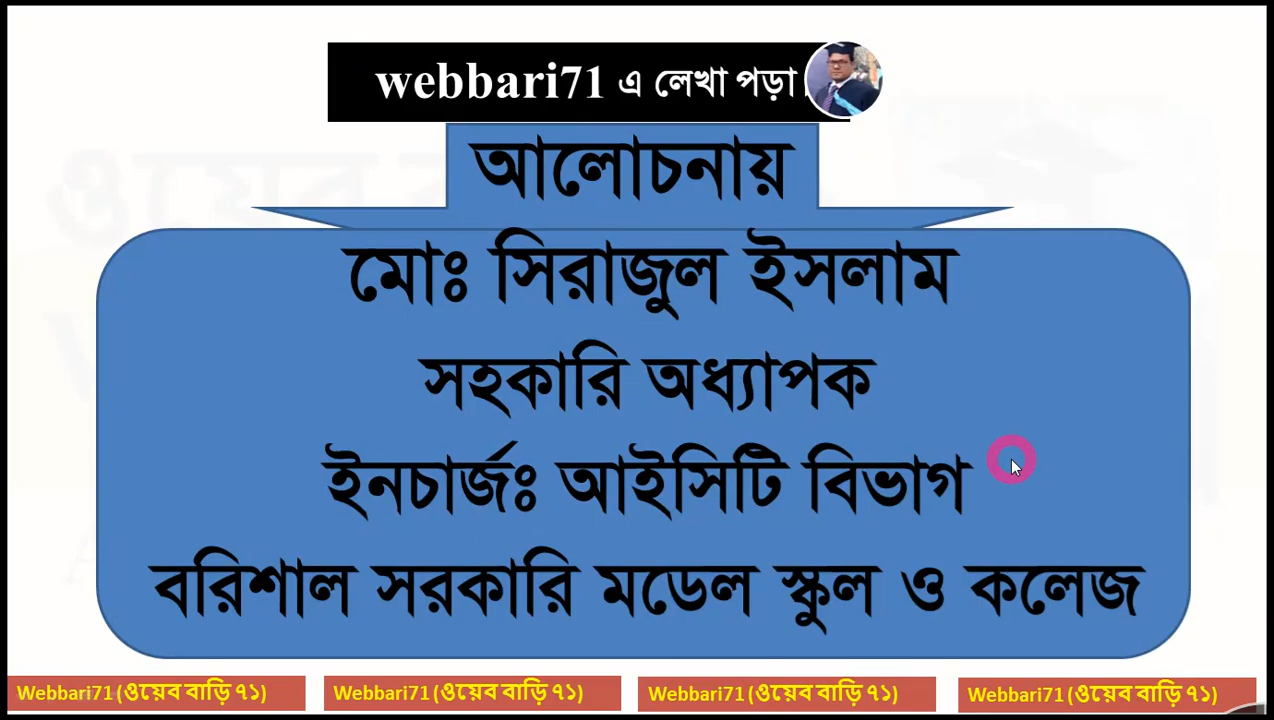 webbari71 এ লেখা পড়া
আলোচনায়
মোঃ সিরাজুল ইসলাম
সহকারি অধ্যাপক
ইনচার্জঃ আইসিটি বিভাগ
বরিশাল সরকারি মডেল স্কুল ও কলেজ
Webbari71 (ওয়েব বাড়ি ৭১) Webbari71 (ওয়েব বাড়ি ৭১) Webbari71 (ওয়েব বাড়ি ৭১) Webbari71 (ওয়েব বাড়ি ৭১)